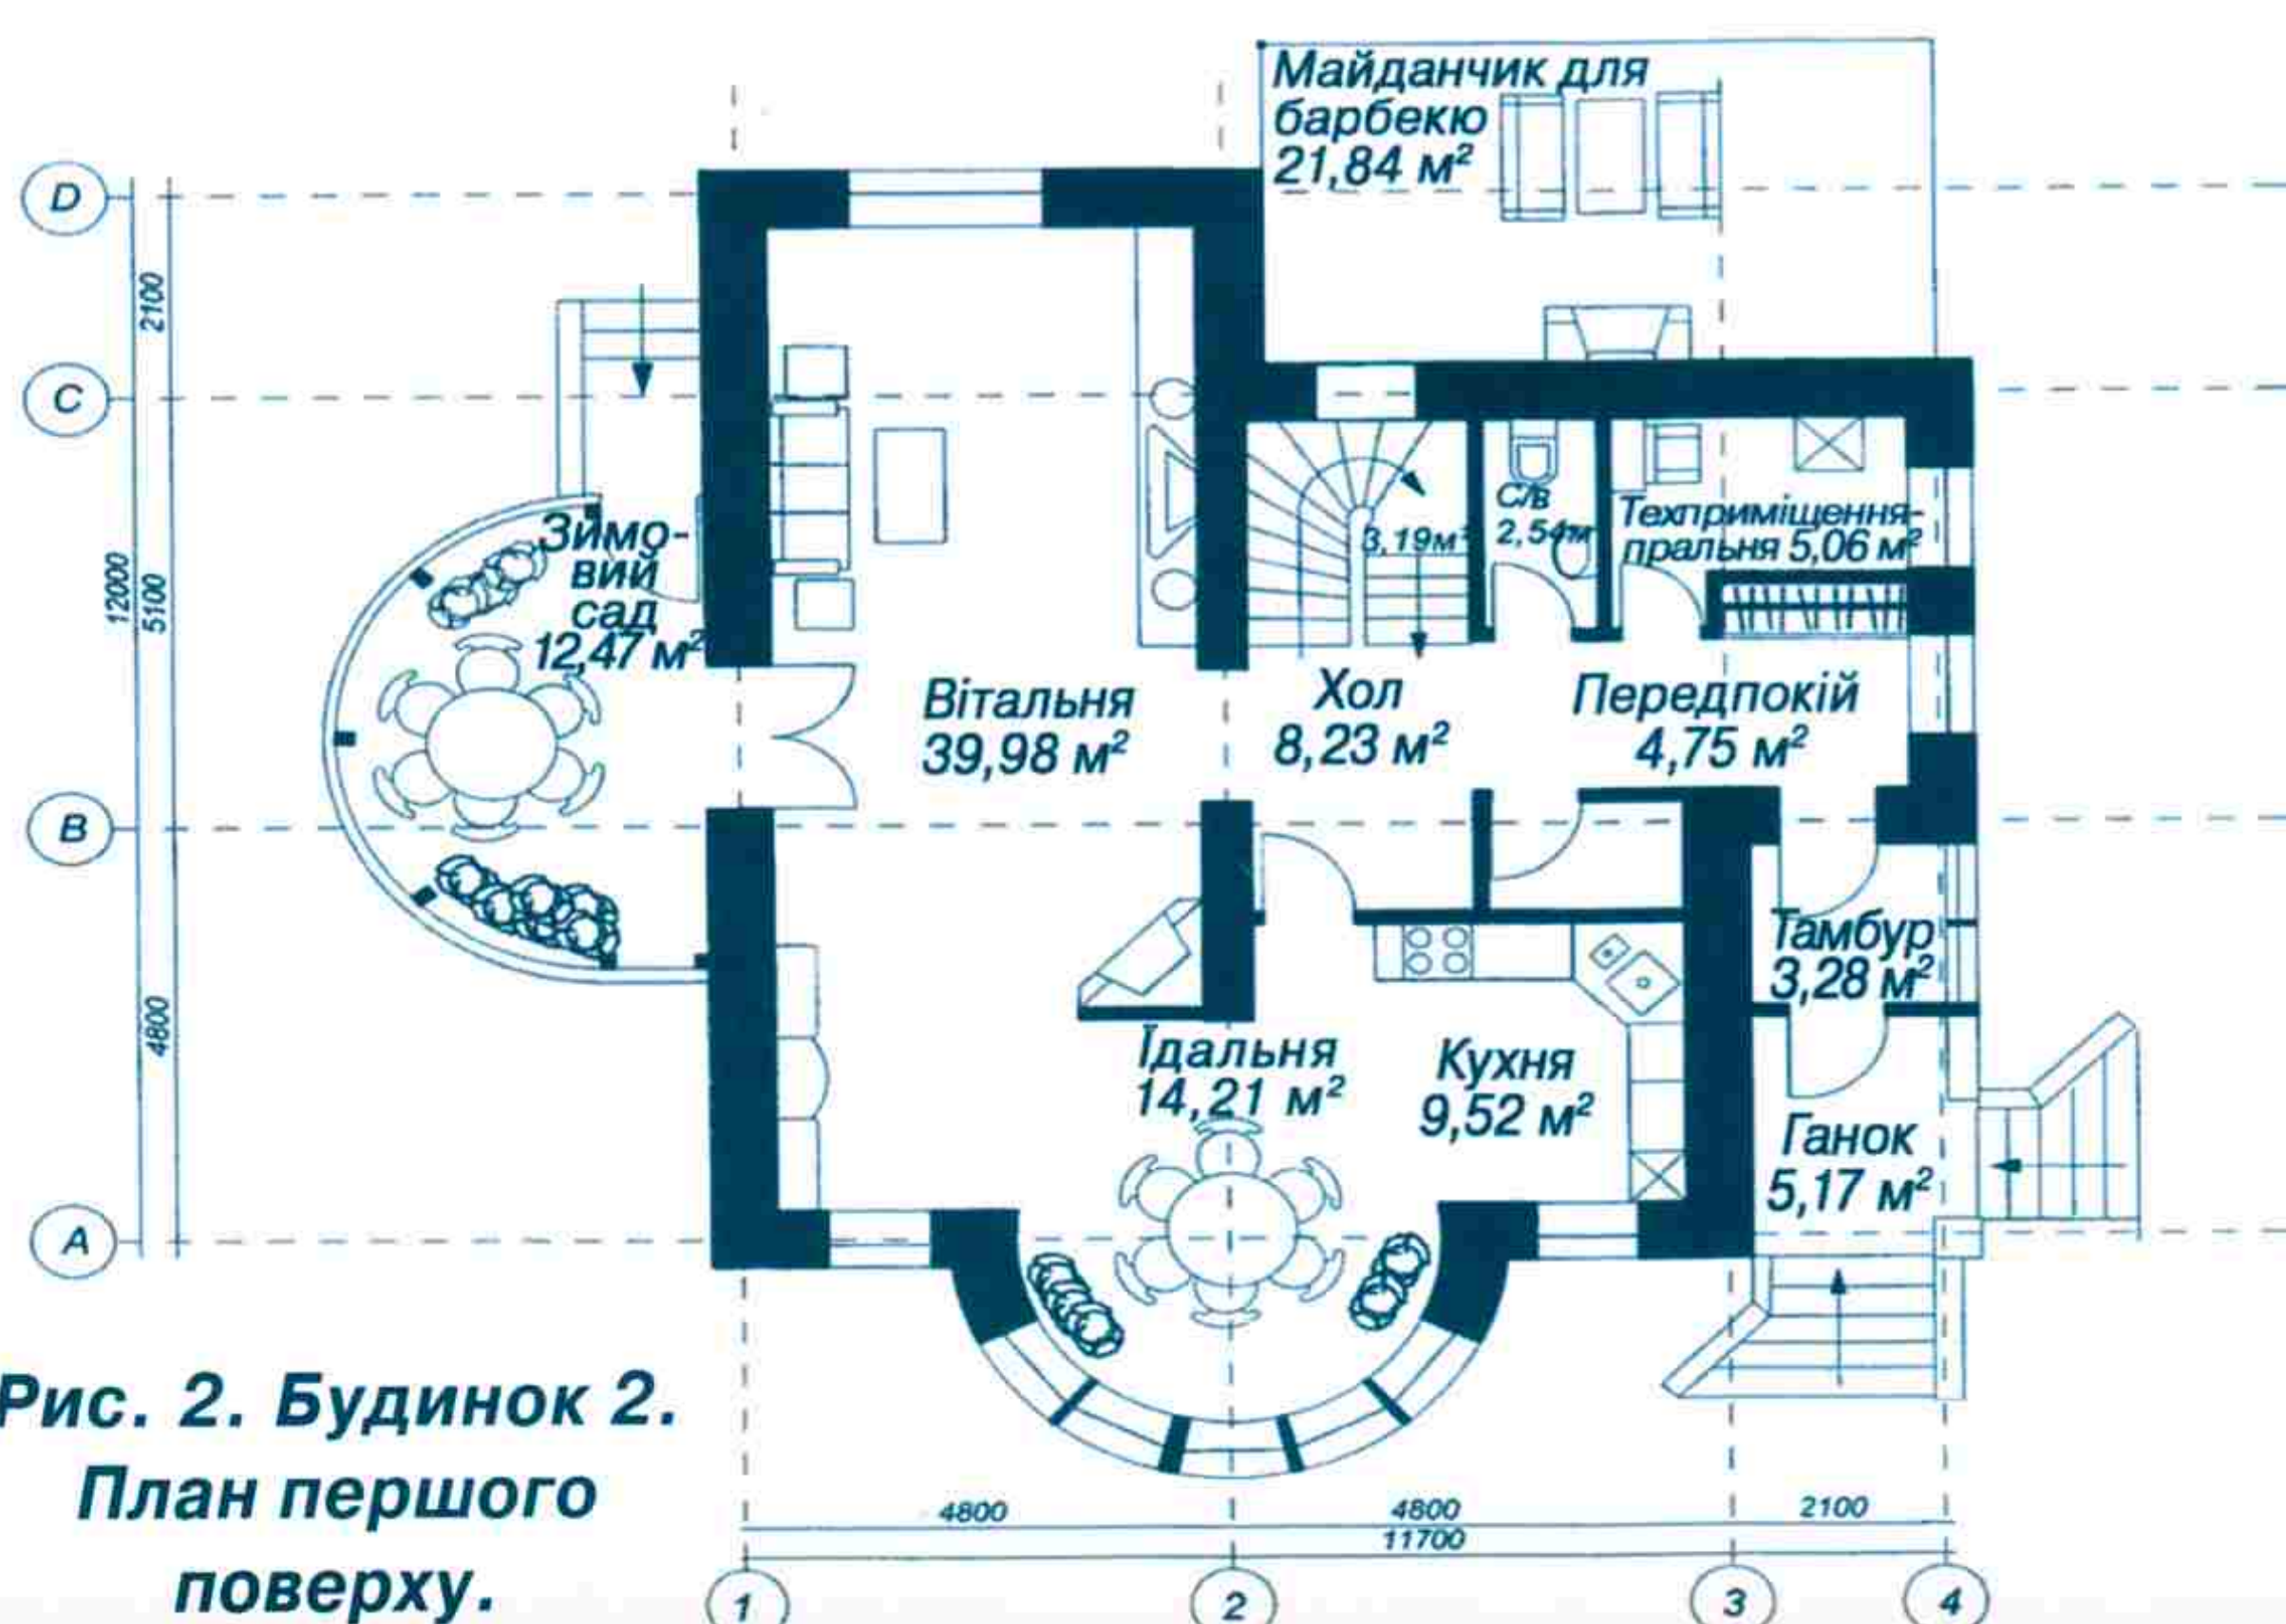 Майданчик для
барбекю
21,84 м²
D
2100
C
Зимо-
вий
сад
12,47 м²
3,19м²
С/в
2,54м
Техприміщення-
пральня 5,06 м²
12000
5100
Вітальня
39,98 м²
Хол
8,23 м²
Передпокій
4,75 м²
B
Тамбур
3,28 м²
4800
Їдальня
14,21 м²
Кухня
9,52 м²
Ганок
5,17 м²
A
Рис. 2. Будинок 2.
План першого
поверху.
4800
4800
2100
11700
1
2
3
4